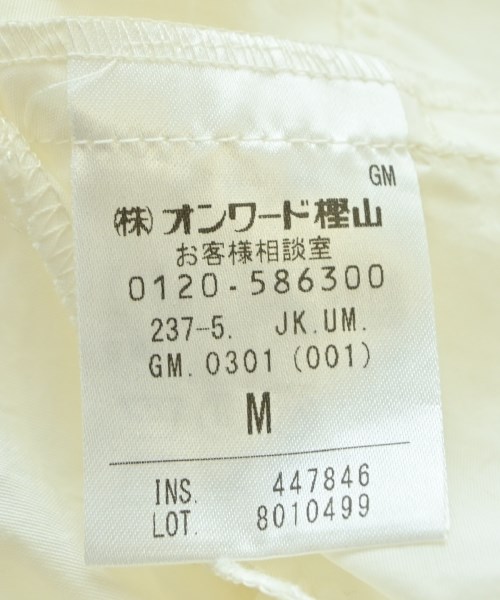 GM
㈱オンワード樫山
お客様相談室
0120-586300
237-5. JK.UM.
GM. 0301 (001)
M
INS. 447846
LOT. 8010499